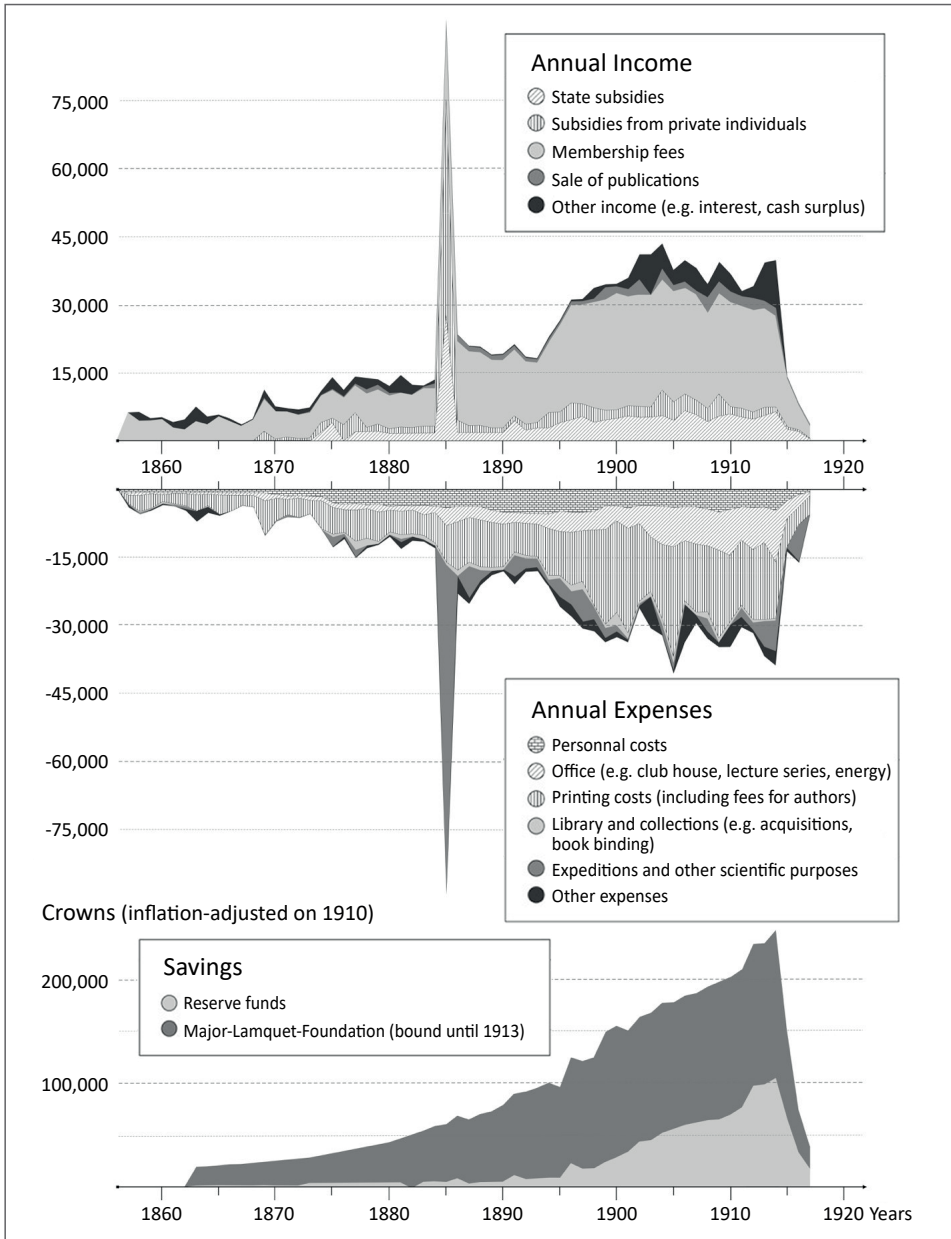 Annual Income
State subsidies
Subsidies from private individuals
Membership fees
Sale of publications
Other income (e.g. interest, cash surplus)
75,000
60,000
45,000
30,000
15,000
1860 1870 1880 1890 1900 1910 1920
-15,000
-30,000
-45,000
-60,000
-75,000
Annual Expenses
Personnal costs
Office (e.g. club house, lecture series, energy)
Printing costs (including fees for authors)
Library and collections (e.g. acquisitions,
book binding)
Expeditions and other scientific purposes
Other expenses
Crowns (inflation-adjusted on 1910)
Savings
Reserve funds
Major-Lamquet-Foundation (bound until 1913)
200,000
100,000
1860 1870 1880 1890 1900 1910 1920 Years